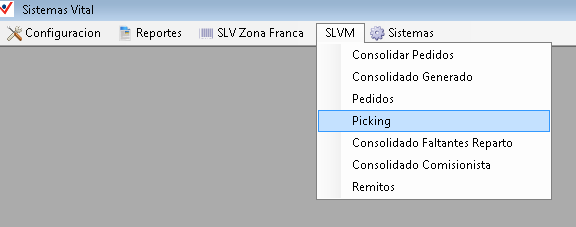 Sistemas Vital
Configuracion Reportes SLV Zona Franca SLVM Sistemas
Consolidar Pedidos
Consolidado Generado
Pedidos
Picking
Consolidado Faltantes Reparto
Consolidado Comisionista
Remitos